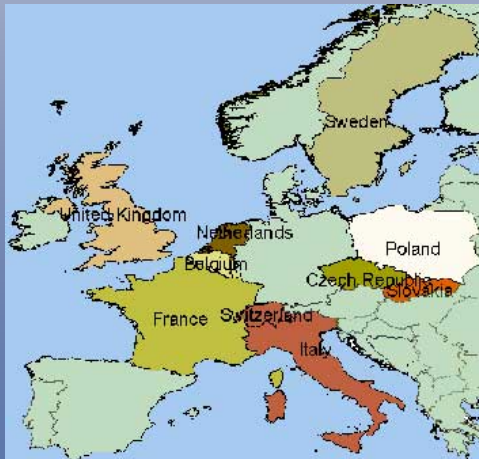 Sweden
United Kingdom
Netherlands
Belgium
Poland
Czech Republic
Slovakia
France
Switzerland
Italy